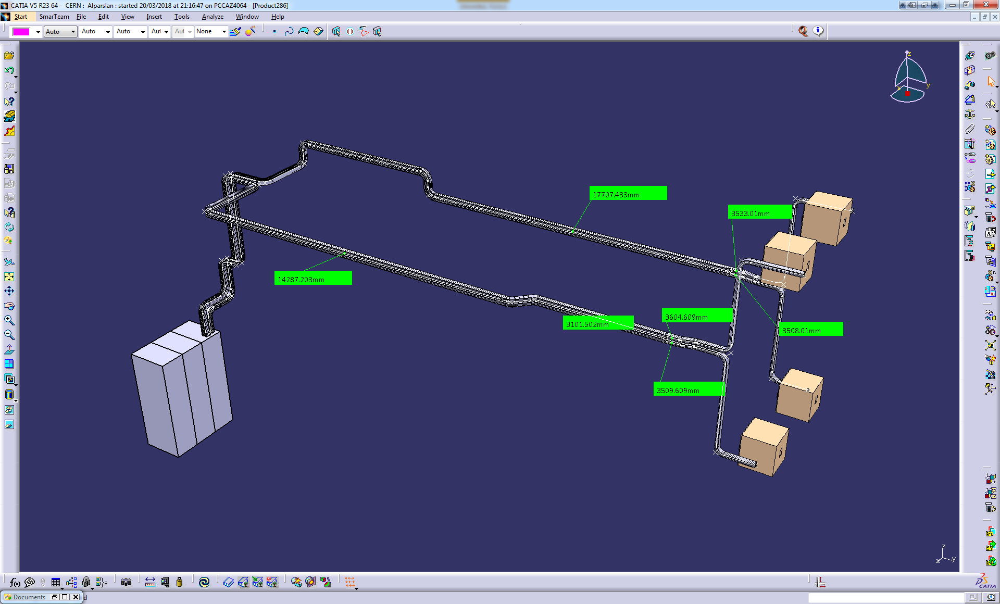 CATIA V5 R23 64 - CERN : Alparslan : started 20/03/2018 at 21:16:47 on PCCAZ4064 - [Product286]
Start SmarTeam File Edit View Insert Tools Analyze Window Help
Auto Auto Auto Aut Aut None
z
y
x
17707.433mm
3533.01mm
14287.203mm
3604.609mm
3101.502mm
3508.01mm
3509.609mm
z
x y
f(x)
CATIA
Documents d